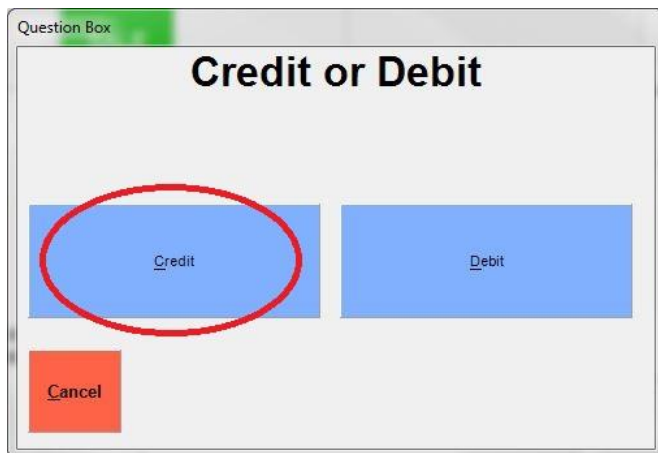 Question Box
Credit or Debit
Credit
Debit
Cancel